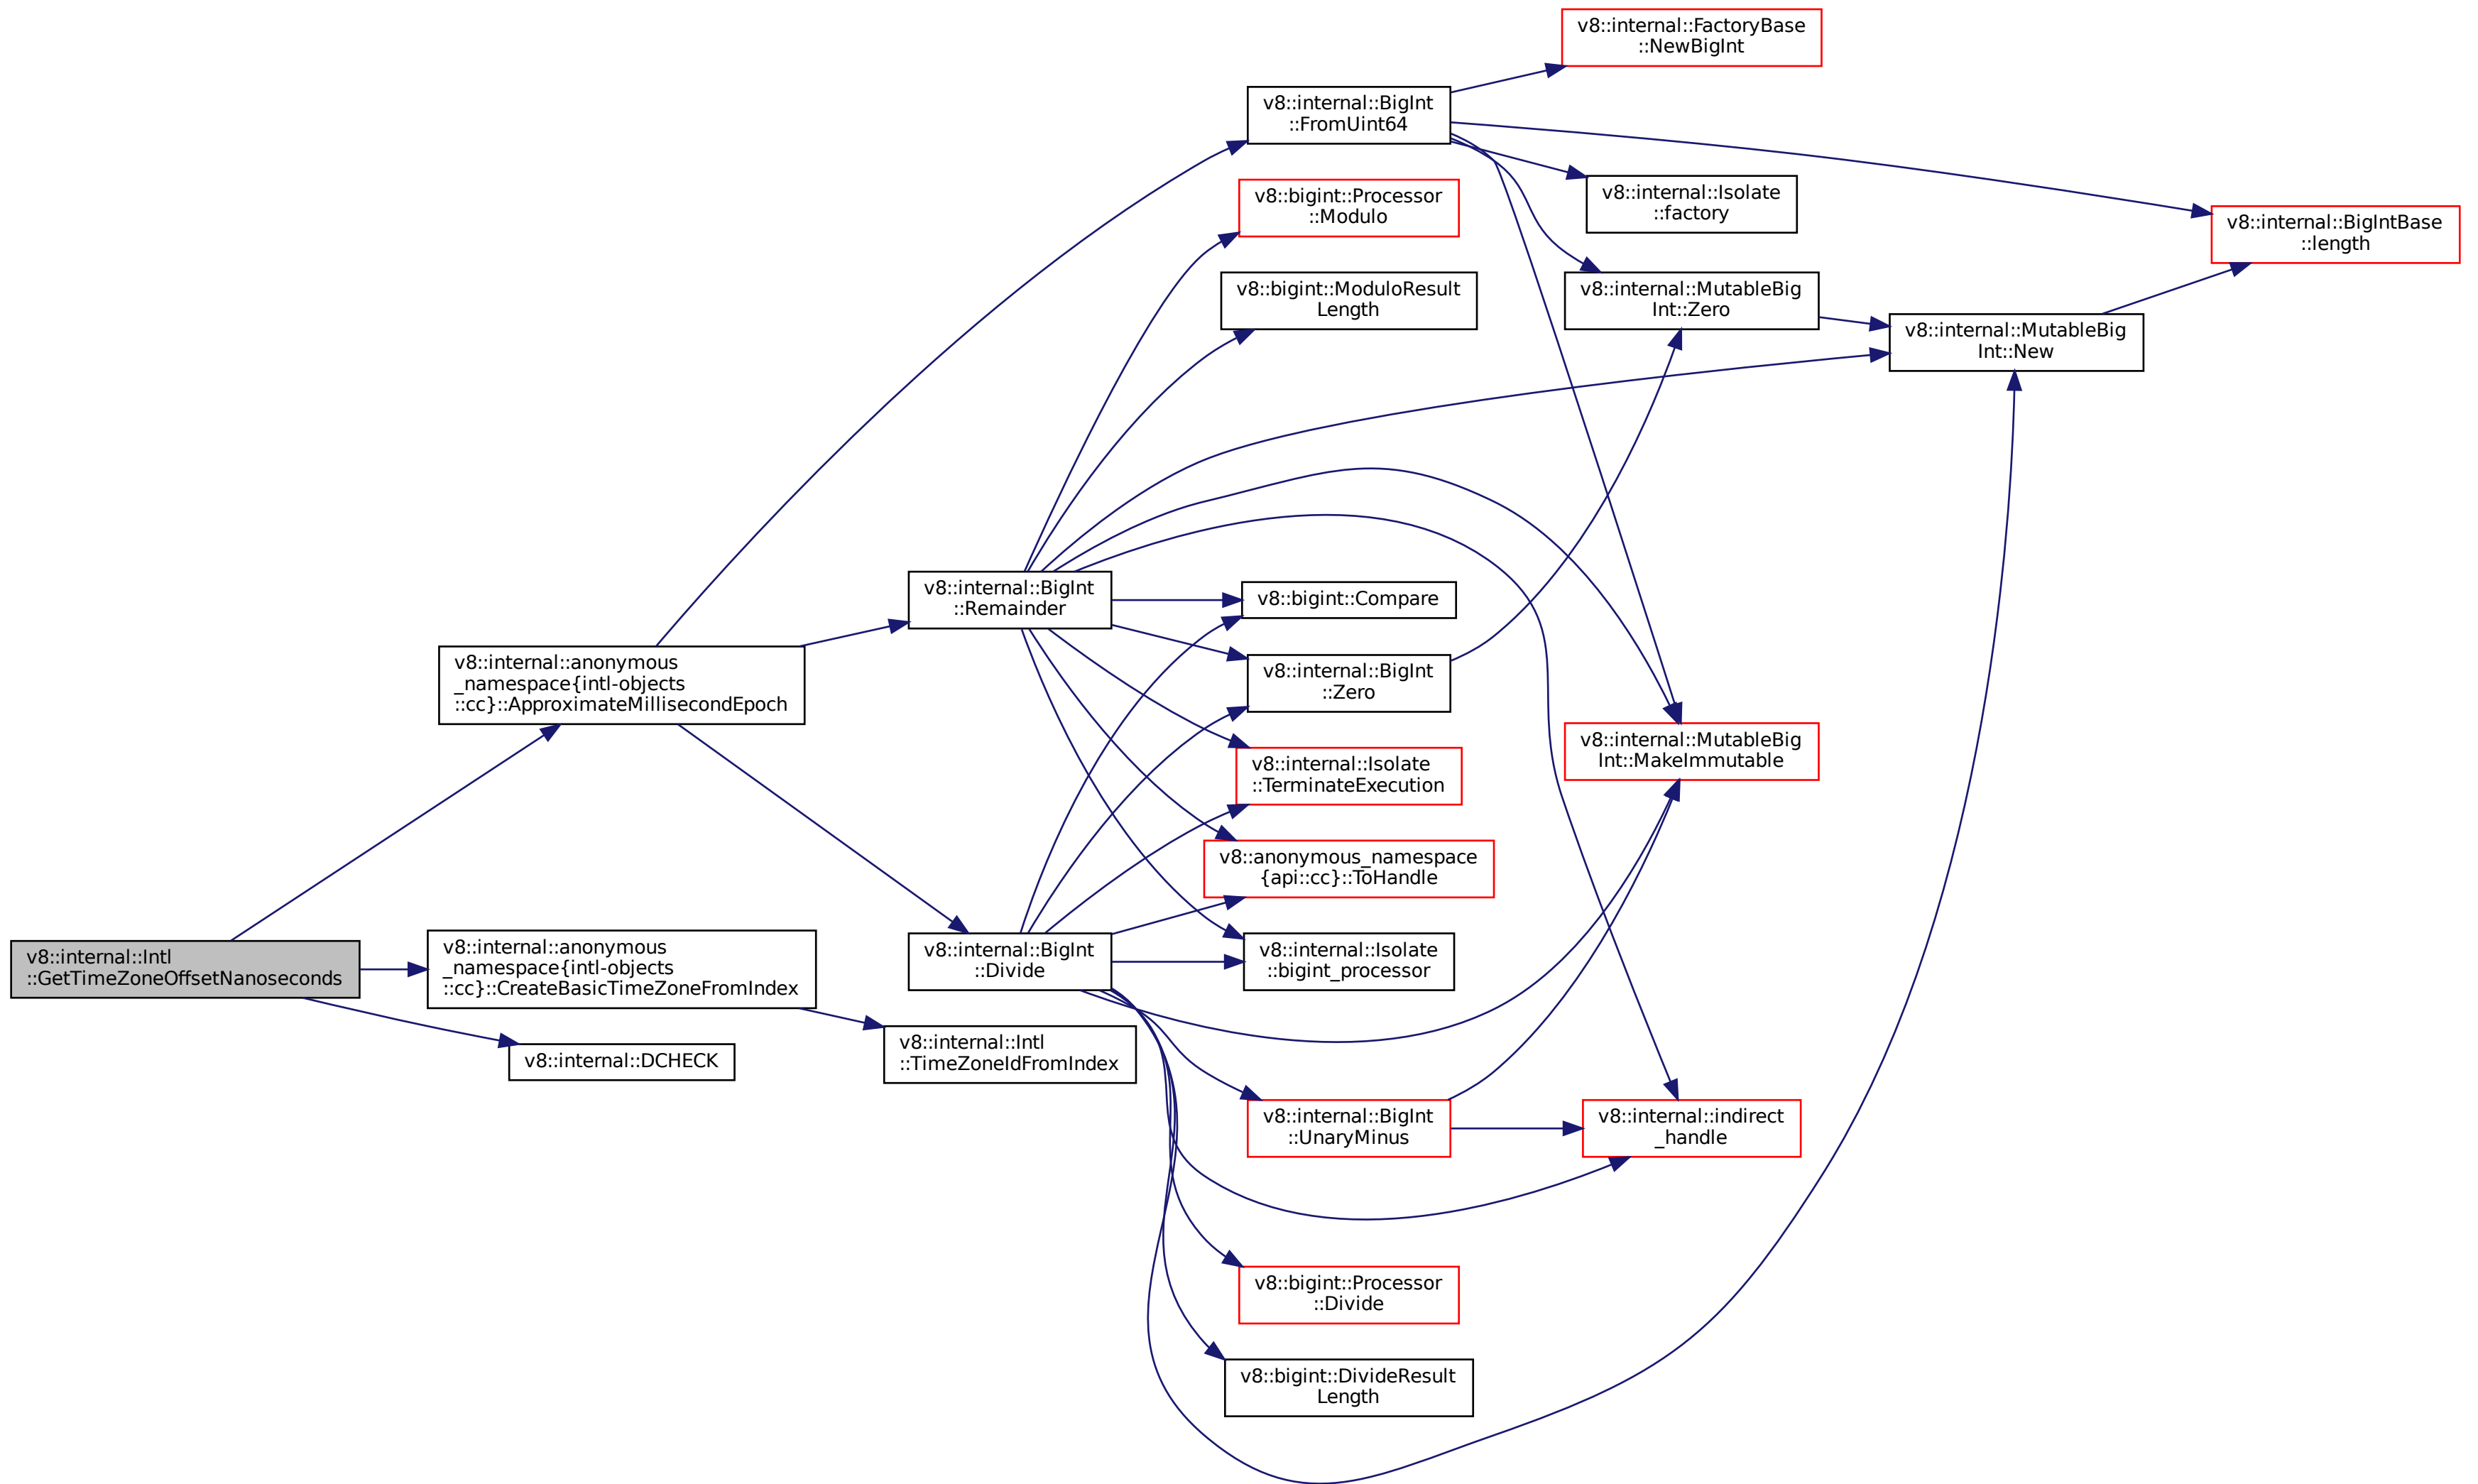 v8::internal::Intl
::GetTimeZoneOffsetNanoseconds
v8::internal::anonymous
_namespace{intl-objects
::cc}::ApproximateMillisecondEpoch
v8::internal::anonymous
_namespace{intl-objects
::cc}::CreateBasicTimeZoneFromIndex
v8::internal::DCHECK
v8::internal::BigInt
::Remainder
v8::internal::BigInt
::Divide
v8::internal::Intl
::TimeZoneIdFromIndex
v8::internal::BigInt
::FromUint64
v8::bigint::Processor
::Modulo
v8::bigint::ModuloResult
Length
v8::bigint::Compare
v8::internal::BigInt
::Zero
v8::internal::Isolate
::TerminateExecution
v8::anonymous_namespace
{api::cc}::ToHandle
v8::internal::Isolate
::bigint_processor
v8::internal::BigInt
::UnaryMinus
v8::bigint::Processor
::Divide
v8::bigint::DivideResult
Length
v8::internal::FactoryBase
::NewBigInt
v8::internal::Isolate
::factory
v8::internal::MutableBig
Int::Zero
v8::internal::MutableBig
Int::MakeImmutable
v8::internal::indirect
_handle
v8::internal::MutableBig
Int::New
v8::internal::BigIntBase
::length